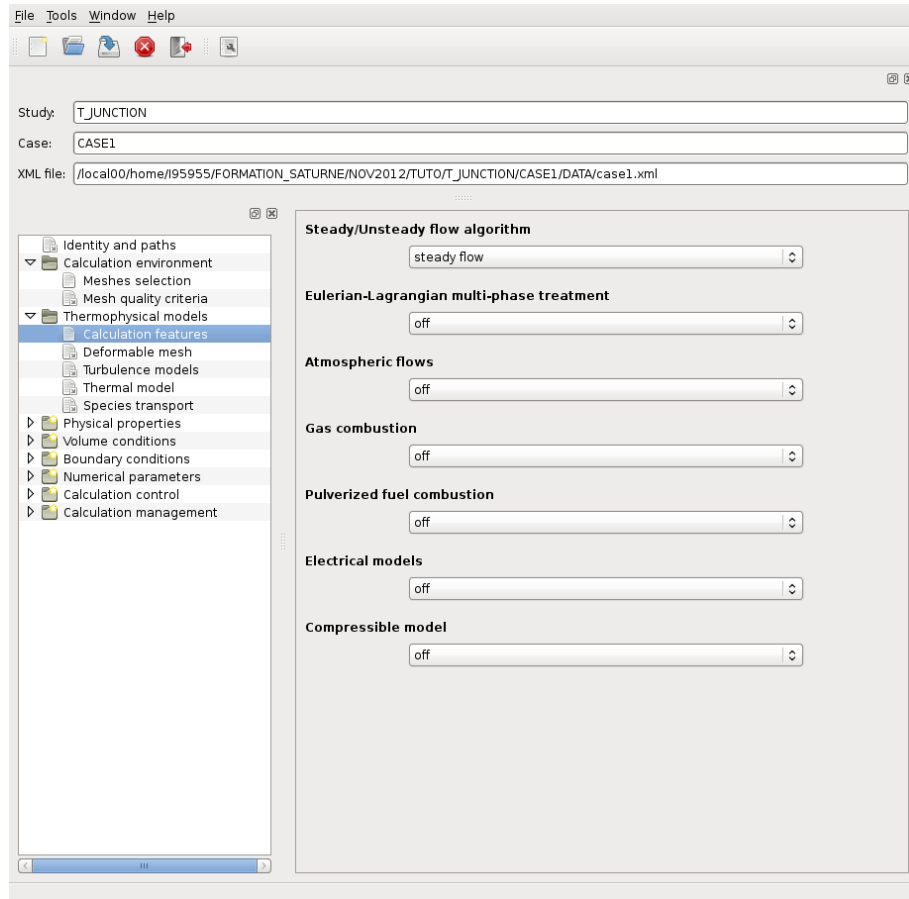 File Tools Window Help
Study: T_JUNCTION
Case: CASE1
XML file: /local00/home/I95955/FORMATION_SATURNE/NOV2012/TUTO/T_JUNCTION/CASE1/DATA/case1.xml
Identity and paths
Calculation environment
Meshes selection
Mesh quality criteria
Thermophysical models
Calculation features
Deformable mesh
Turbulence models
Thermal model
Species transport
Physical properties
Volume conditions
Boundary conditions
Numerical parameters
Calculation control
Calculation management
Steady/Unsteady flow algorithm
steady flow
Eulerian-Lagrangian multi-phase treatment
off
Atmospheric flows
off
Gas combustion
off
Pulverized fuel combustion
off
Electrical models
off
Compressible model
off